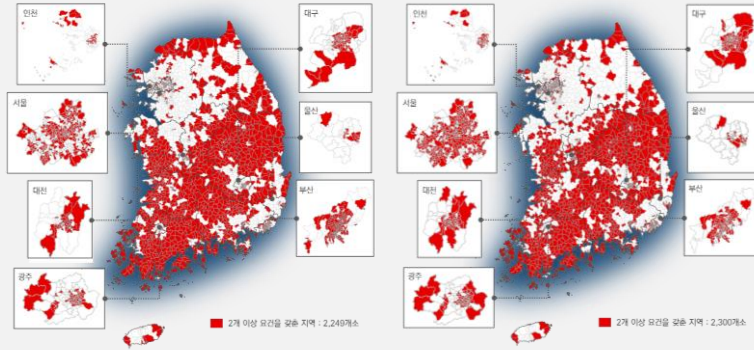 인천
대구
서울
울산
대전
부산
광주
2개 이상 요건을 갖춘 지역 : 2,249개소
인천
대구
서울
울산
대전
부산
광주
2개 이상 요건을 갖춘 지역 : 2,300개소